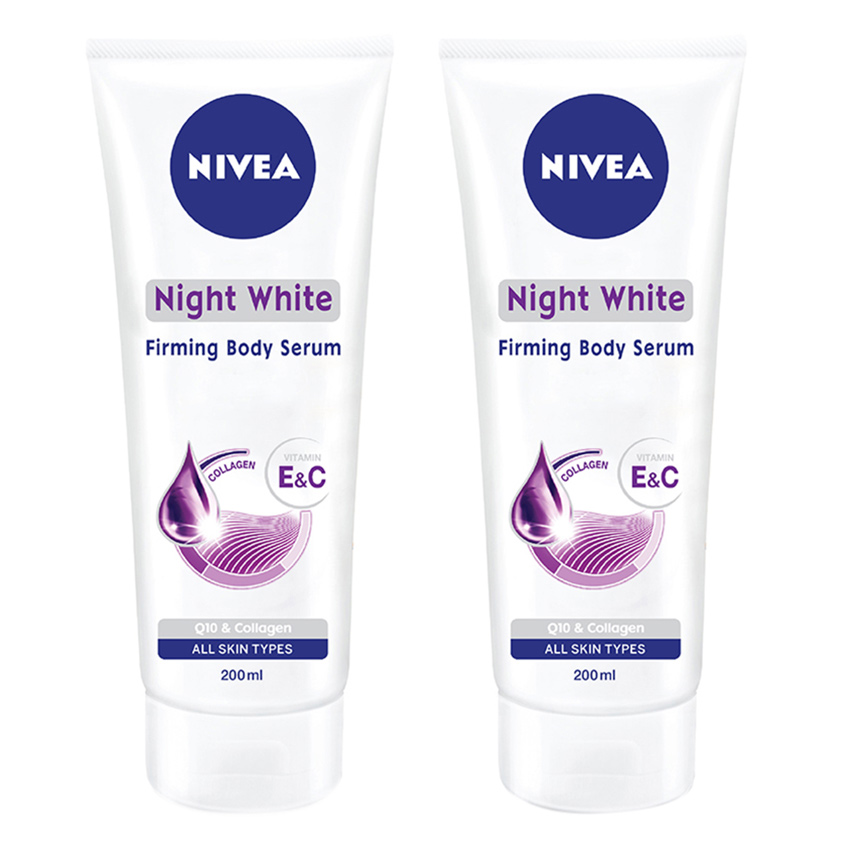 NIVEA
Night White
Firming Body Serum
COLLAGEN
VITAMIN
E&C
Q10 & Collagen
ALL SKIN TYPES
200ml
NIVEA
Night White
Firming Body Serum
COLLAGEN
VITAMIN
E&C
Q10 & Collagen
ALL SKIN TYPES
200ml